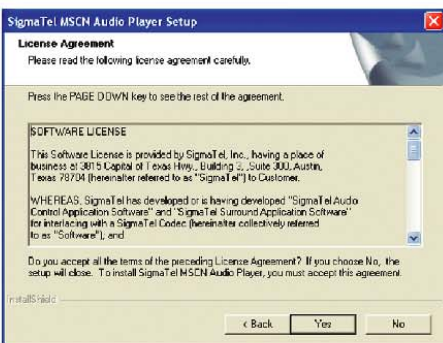 SigmaTel MSCN Audio Player Setup
License Agreement
Please read the following license agreement carefully.
Press the PAGE DOWN key to see the rest of the agreement.
SOFTWARE LICENSE
This Software License is provided by SigmaTel, Inc., having a place of
business at 3815 Capital of Texas Hwy., Building 3, ,Suite 300, Austin,
Texas 78704 (hereinafter referred to as "SigmaTel") to Customer.
WHEREAS, SigmaTel has developed or is having developed "SigmaTel Audio
Control Application Software" and "SigmaTel Surround Application Software"
for interfacing with a SigmaTel Codec (hereinafter collectively referred
to as "Software"); and
Do you accept all the terms of the preceding License Agreement? If you choose No, the
setup will close. To install SigmaTel MSCN Audio Player, you must accept this agreement.
InstallShield
< Back
Yes
No